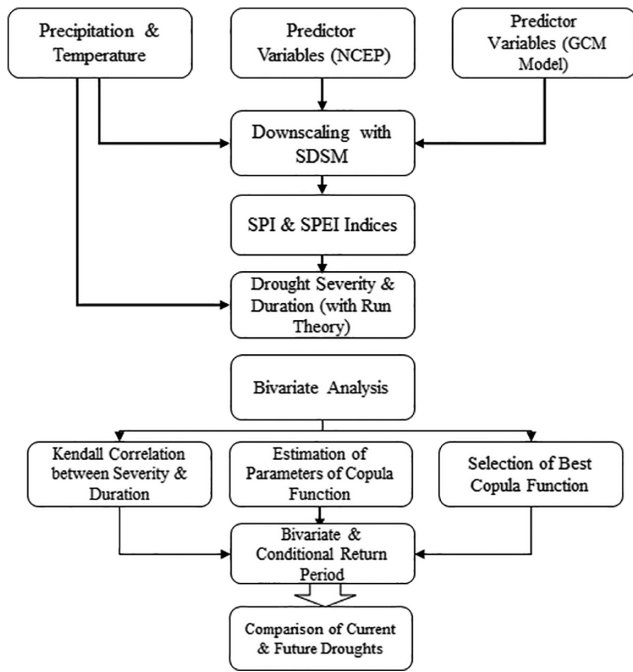 Precipitation &
Temperature
Predictor
Variables (NCEP)
Predictor
Variables (GCM
Model)
Downscaling with
SDSM
SPI & SPEI Indices
Drought Severity &
Duration (with Run
Theory)
Bivariate Analysis
Kendall Correlation
between Severity &
Duration
Estimation of
Parameters of Copula
Function
Selection of Best
Copula Function
Bivariate &
Conditional Return
Period
Comparison of Current
& Future Droughts